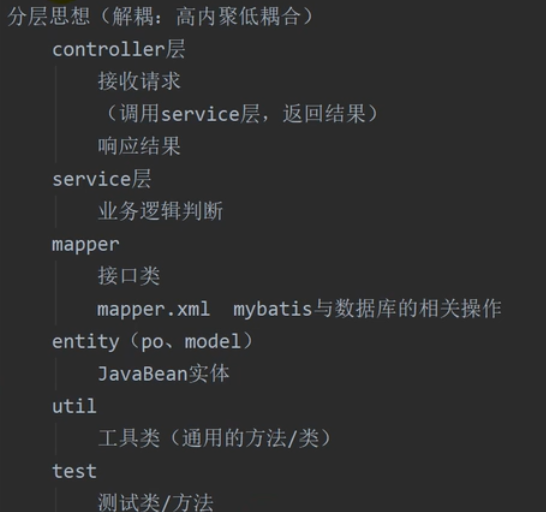 分层思想（解耦：高内聚低耦合）
controller层
接收请求
（调用service层，返回结果）
响应结果
service层
业务逻辑判断
mapper
接口类
mapper.xml  mybatis与数据库的相关操作
entity（po、model）
JavaBean实体
util
工具类（通用的方法/类）
test
测试类/方法